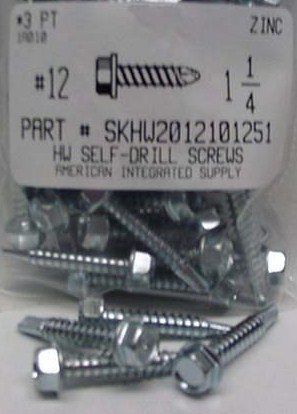 *3 PT
ZINC
#12
1 1/4
PART # SKHW2012101251
HW SELF-DRILL SCREWS
AMERICAN INTEGRATED SUPPLY